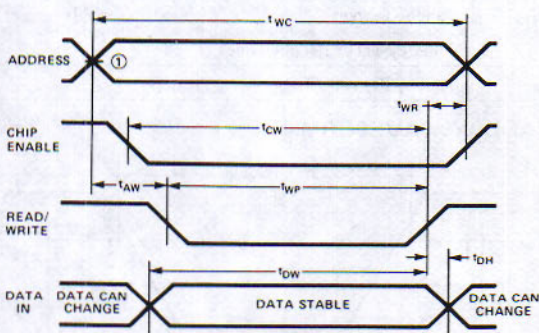 tWC
ADDRESS
①
tWR
CHIP
ENABLE
tCW
tAW
tWP
READ/
WRITE
tDW
tDH
DATA
IN
DATA CAN
CHANGE
DATA STABLE
DATA CAN
CHANGE